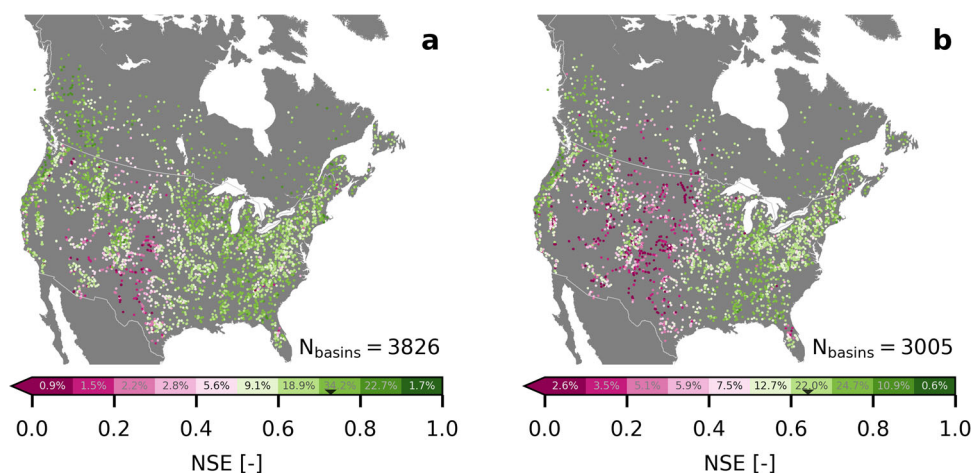 a
N_basins = 3826
0.9% 1.5% 2.2% 2.8% 5.6% 9.1% 18.9% 34.2% 22.7% 1.7%
0.0 0.2 0.4 0.6 0.8 1.0
NSE [-]
b
N_basins = 3005
2.6% 3.5% 5.1% 5.9% 7.5% 12.7% 22.0% 24.7% 10.9% 0.6%
0.0 0.2 0.4 0.6 0.8 1.0
NSE [-]